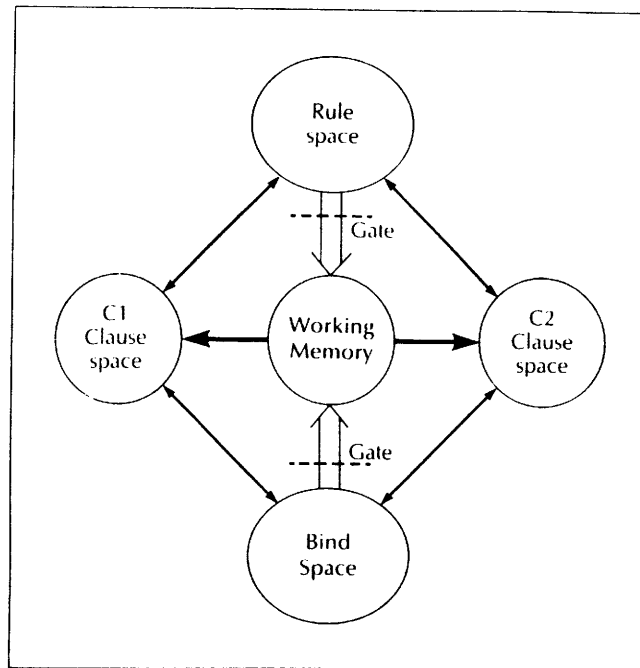 Rule
space
Gate
C1
Clause
space
Working
Memory
C2
Clause
space
Gate
Bind
Space